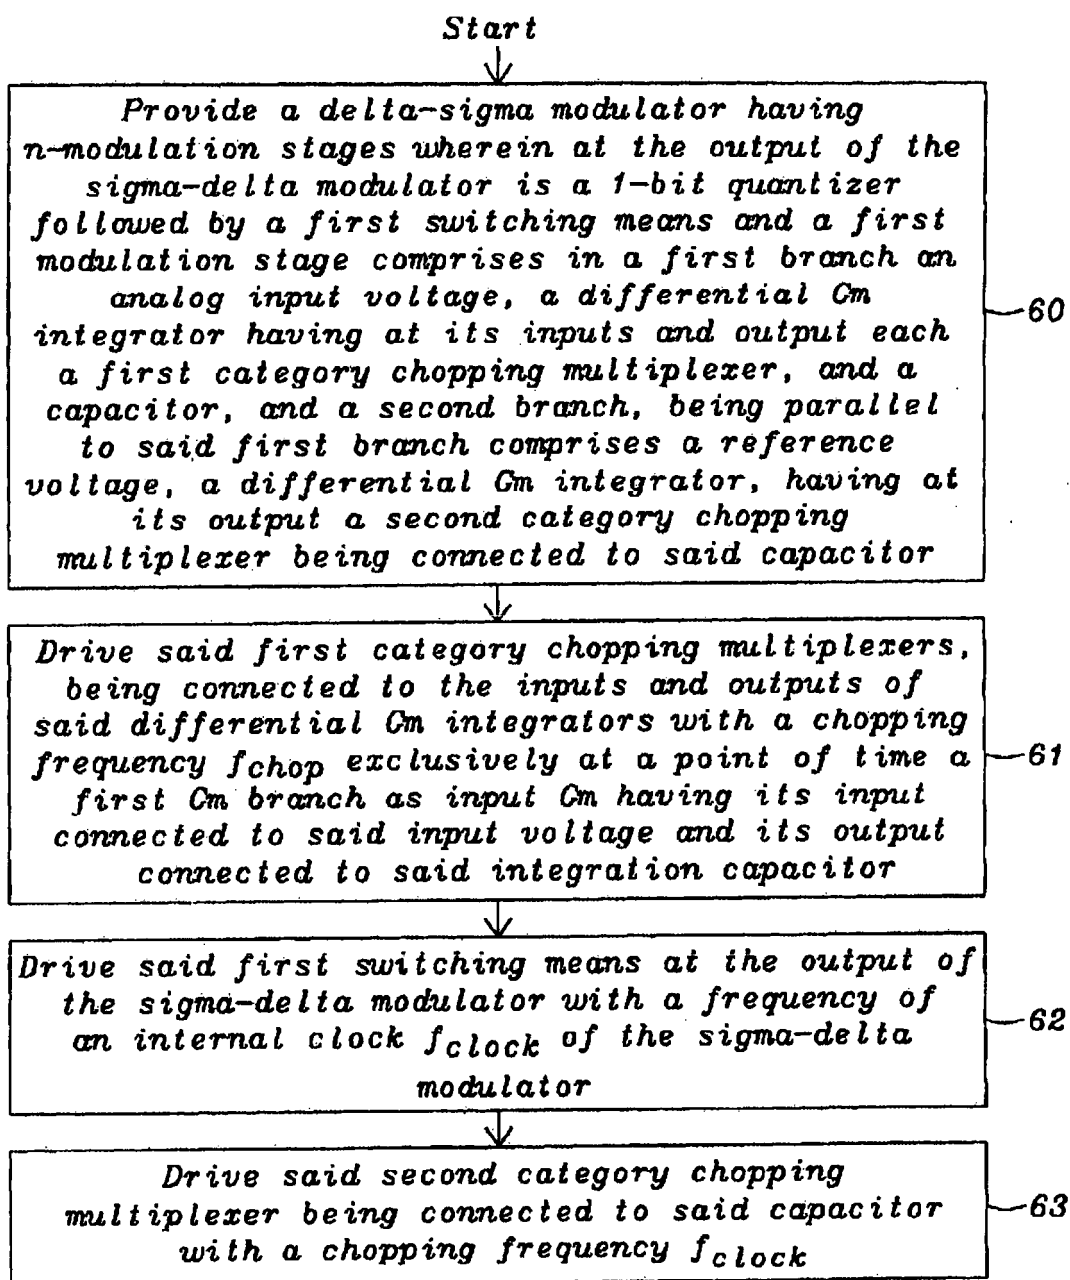 Start
Provide a delta-sigma modulator having
n-modulation stages wherein at the output of the
sigma-delta modulator is a 1-bit quantizer
followed by a first switching means and a first
modulation stage comprises in a first branch an
analog input voltage, a differential Gm
integrator having at its inputs and output each
a first category chopping multiplexer, and a
capacitor, and a second branch, being parallel
to said first branch comprises a reference
voltage, a differential Gm integrator, having at
its output a second category chopping
multiplexer being connected to said capacitor
60
Drive said first category chopping multiplexers,
being connected to the inputs and outputs of
said differential Gm integrators with a chopping
frequency fchop exclusively at a point of time a
first Gm branch as input Gm having its input
connected to said input voltage and its output
connected to said integration capacitor
61
Drive said first switching means at the output of
the sigma-delta modulator with a frequency of
an internal clock fclock of the sigma-delta
modulator
62
Drive said second category chopping
multiplexer being connected to said capacitor
with a chopping frequency fclock
63